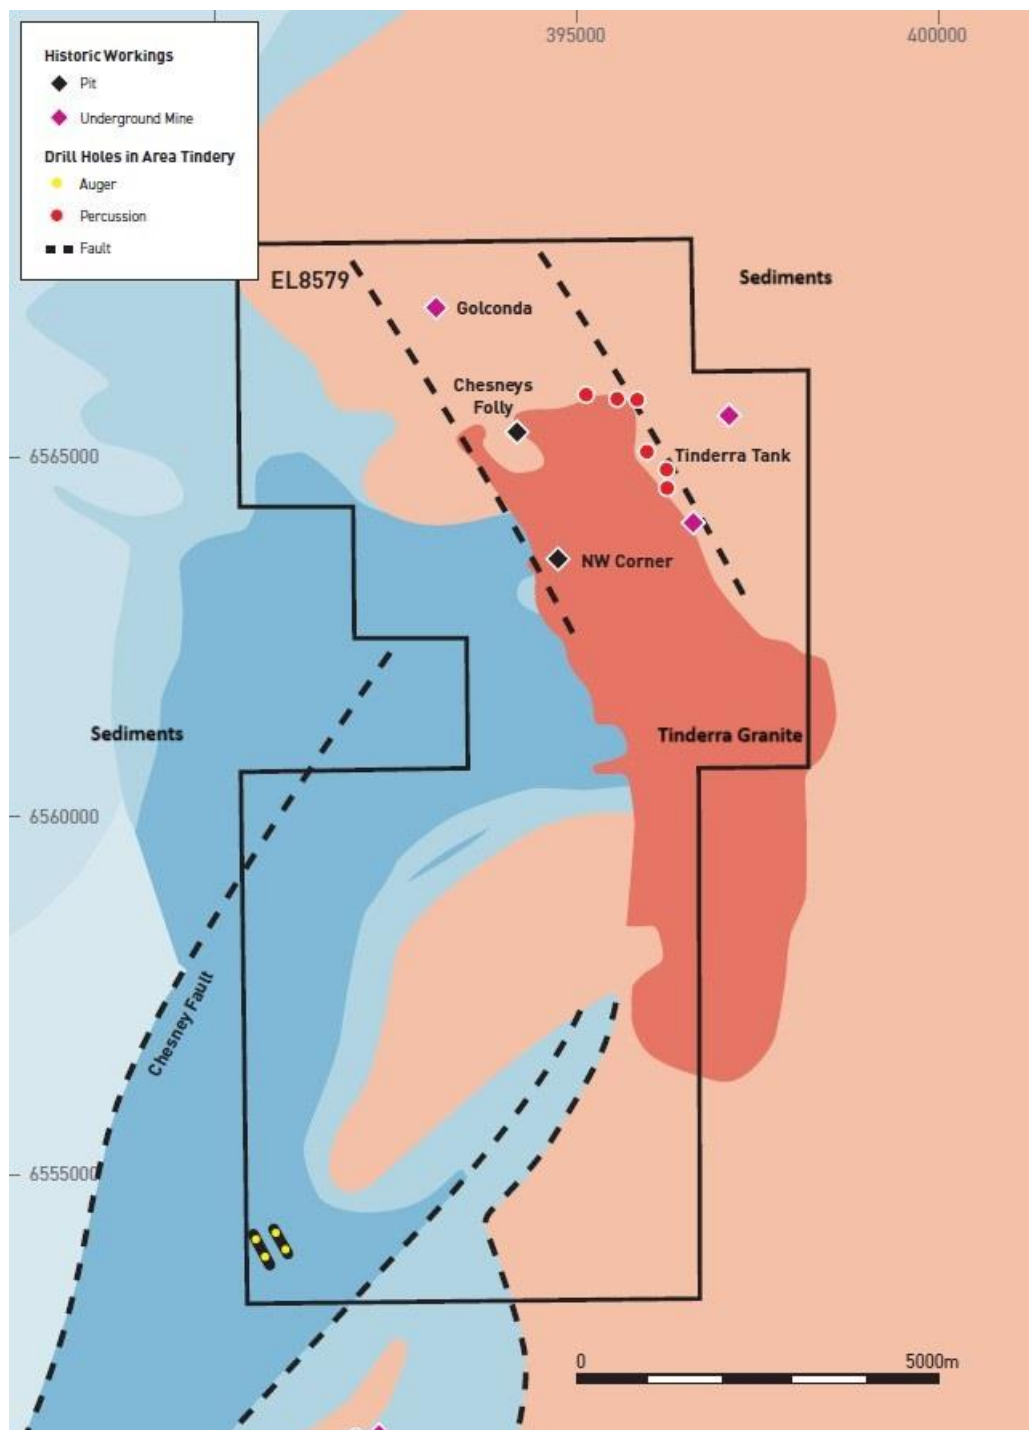 395000
400000
Historic Workings
Pit
Underground Mine
Drill Holes in Area Tindery
Auger
Percussion
Fault
EL8579
Sediments
Golconda
Chesneys
Folly
6565000
Tinderra Tank
NW Corner
Sediments
Tinderra Granite
6560000
Chesney Fault
6555000
0
5000m